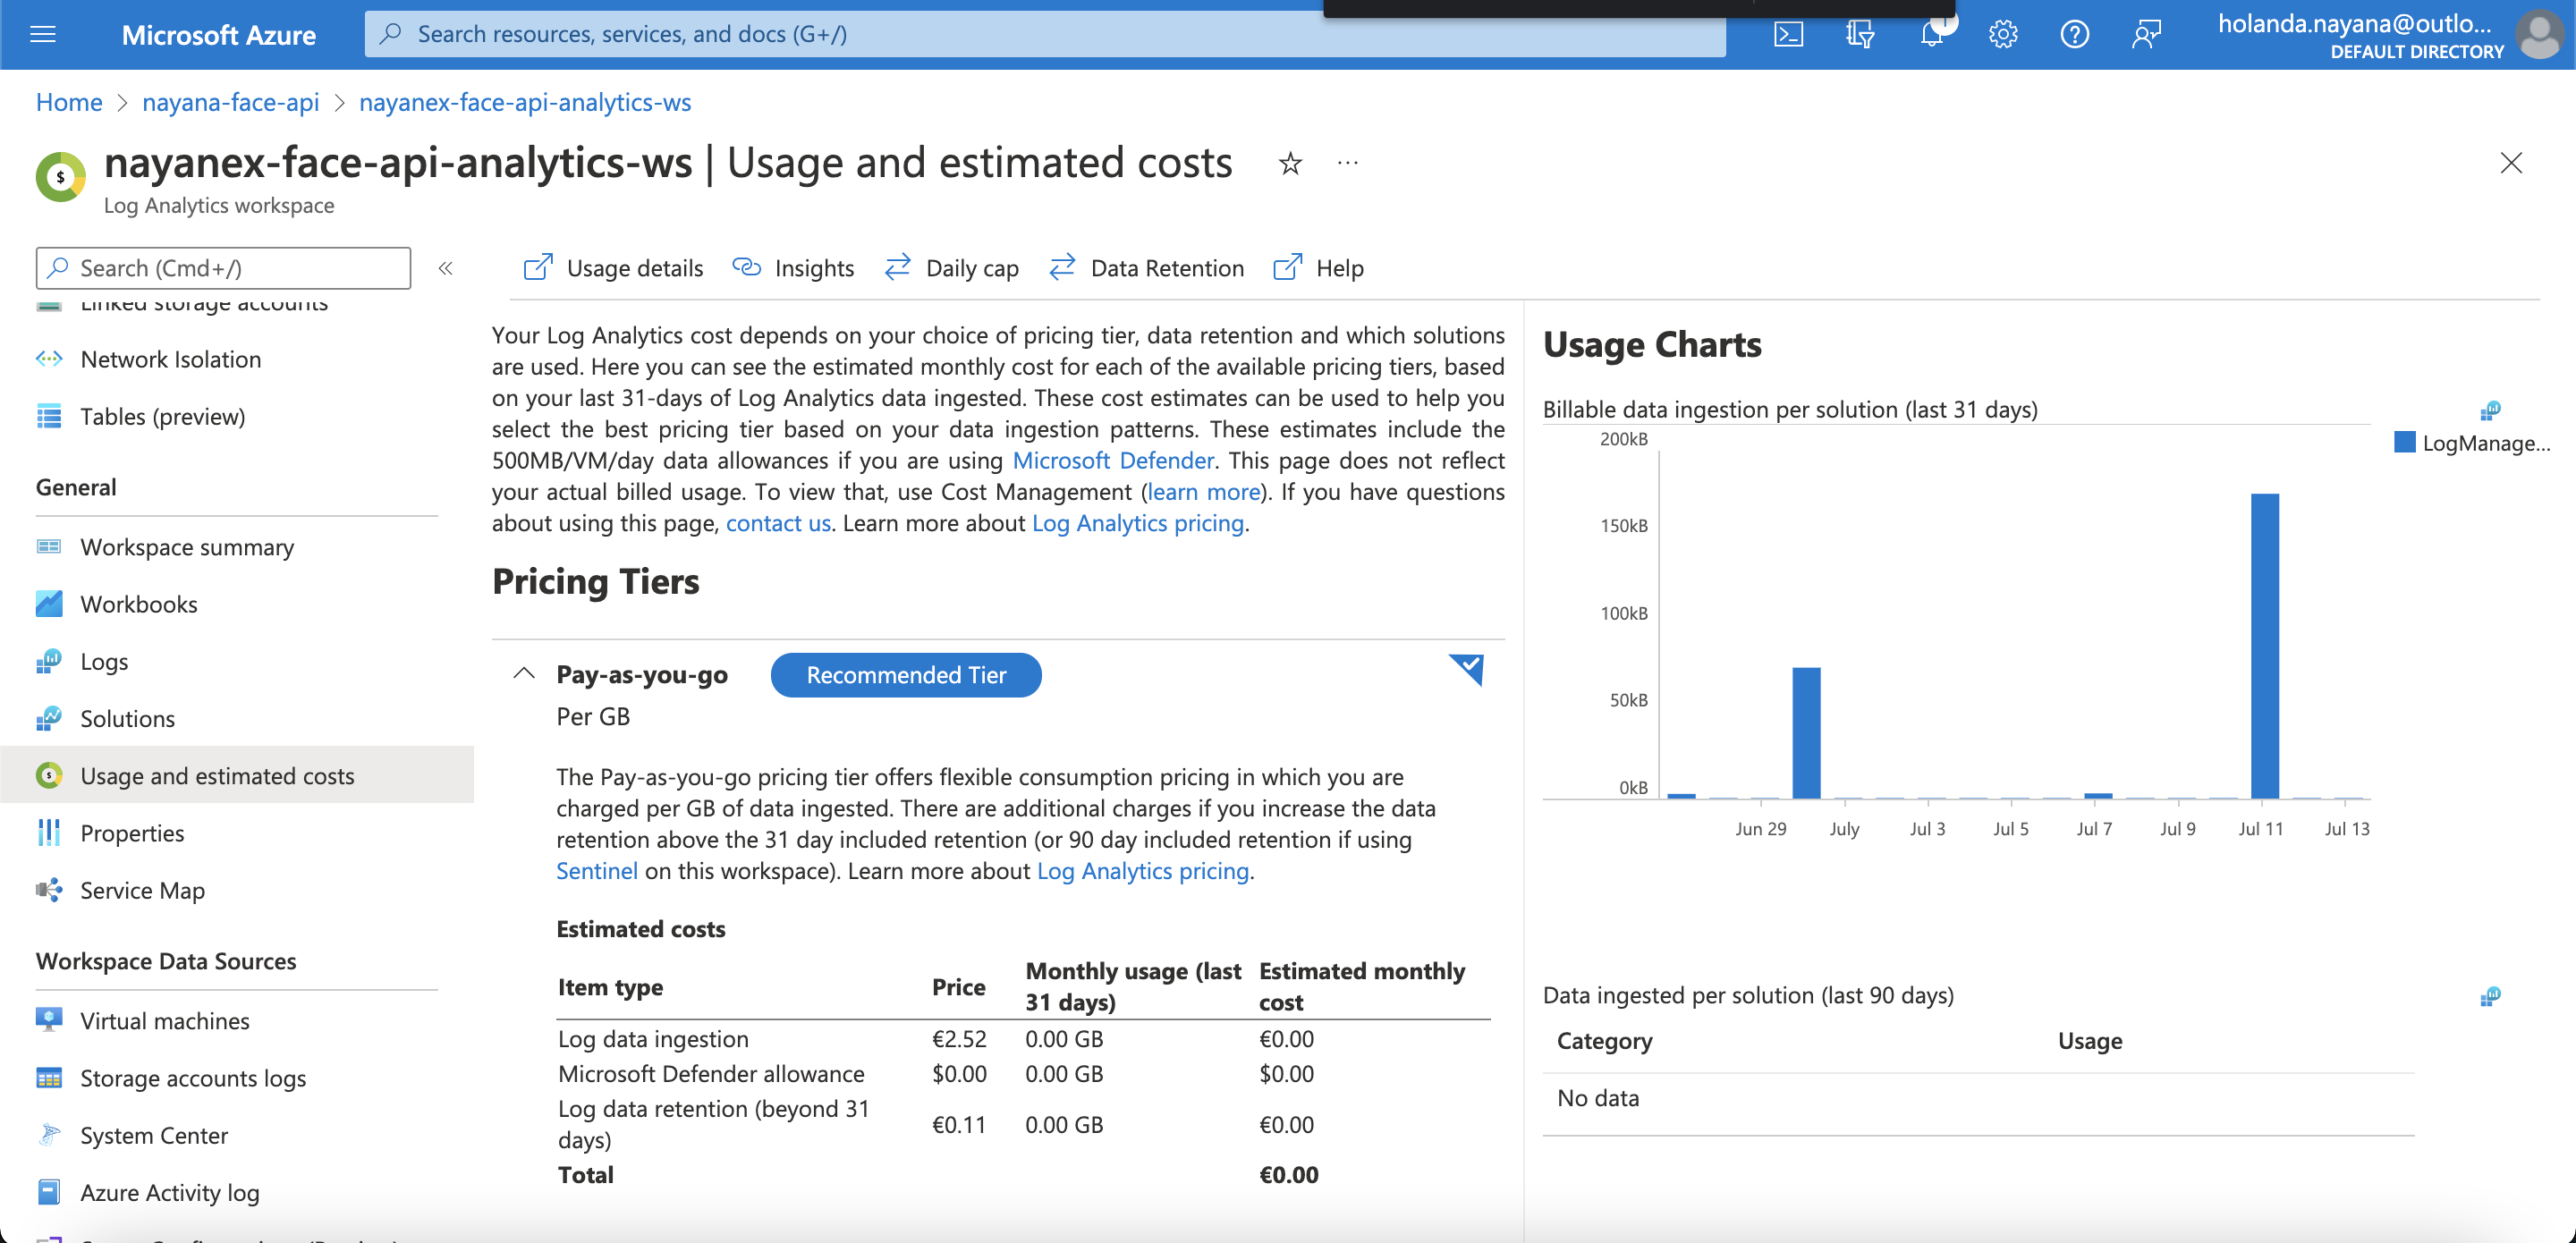 Microsoft Azure
Search resources, services, and docs (G+/)
1
holanda.nayana@outlo...
DEFAULT DIRECTORY
Home > nayana-face-api > nayanex-face-api-analytics-ws
nayanex-face-api-analytics-ws | Usage and estimated costs
Log Analytics workspace
Search (Cmd+/)
Linked storage accounts
Network Isolation
Tables (preview)
General
Workspace summary
Workbooks
Logs
Solutions
Usage and estimated costs
Properties
Service Map
Workspace Data Sources
Virtual machines
Storage accounts logs
System Center
Azure Activity log
Usage details
Insights
Daily cap
Data Retention
Help
Your Log Analytics cost depends on your choice of pricing tier, data retention and which solutions
are used. Here you can see the estimated monthly cost for each of the available pricing tiers, based
on your last 31-days of Log Analytics data ingested. These cost estimates can be used to help you
select the best pricing tier based on your data ingestion patterns. These estimates include the
500MB/VM/day data allowances if you are using Microsoft Defender. This page does not reflect
your actual billed usage. To view that, use Cost Management (learn more). If you have questions
about using this page, contact us. Learn more about Log Analytics pricing.
Pricing Tiers
Pay-as-you-go
Recommended Tier
Per GB
The Pay-as-you-go pricing tier offers flexible consumption pricing in which you are
charged per GB of data ingested. There are additional charges if you increase the data
retention above the 31 day included retention (or 90 day included retention if using
Sentinel on this workspace). Learn more about Log Analytics pricing.
Estimated costs
Item type Price Monthly usage (last 31 days) Estimated monthly cost
Log data ingestion €2.52 0.00 GB €0.00
Microsoft Defender allowance $0.00 0.00 GB $0.00
Log data retention (beyond 31 days) €0.11 0.00 GB €0.00
Total €0.00
Usage Charts
Billable data ingestion per solution (last 31 days)
LogManage...
200kB
150kB
100kB
50kB
0kB
Jun 29 July Jul 3 Jul 5 Jul 7 Jul 9 Jul 11 Jul 13
Data ingested per solution (last 90 days)
Category Usage
No data